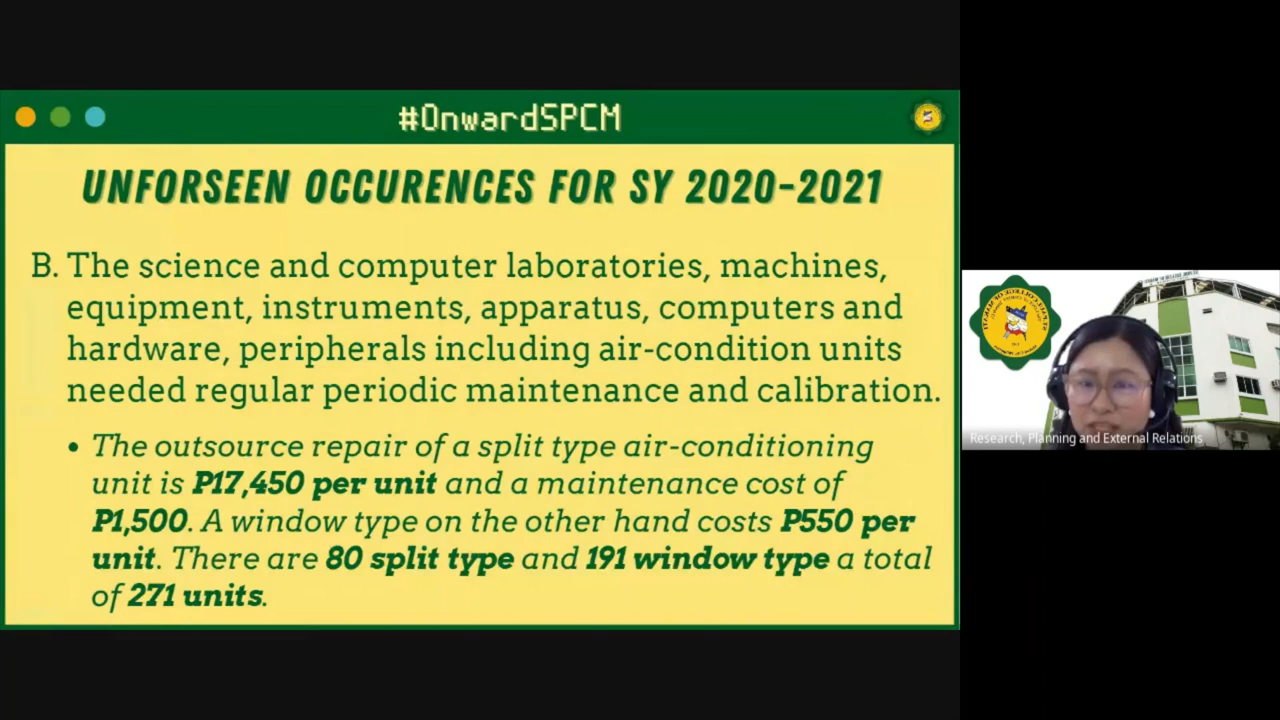 #OnwardSPCM
UNFORSEEN OCCURENCES FOR SY 2020-2021
B. The science and computer laboratories, machines,
equipment, instruments, apparatus, computers and
hardware, peripherals including air-condition units
needed regular periodic maintenance and calibration.
• The outsource repair of a split type air-conditioning
unit is P17,450 per unit and a maintenance cost of
P1,500. A window type on the other hand costs P550 per
unit. There are 80 split type and 191 window type a total
of 271 units.
Research, Planning and External Relations